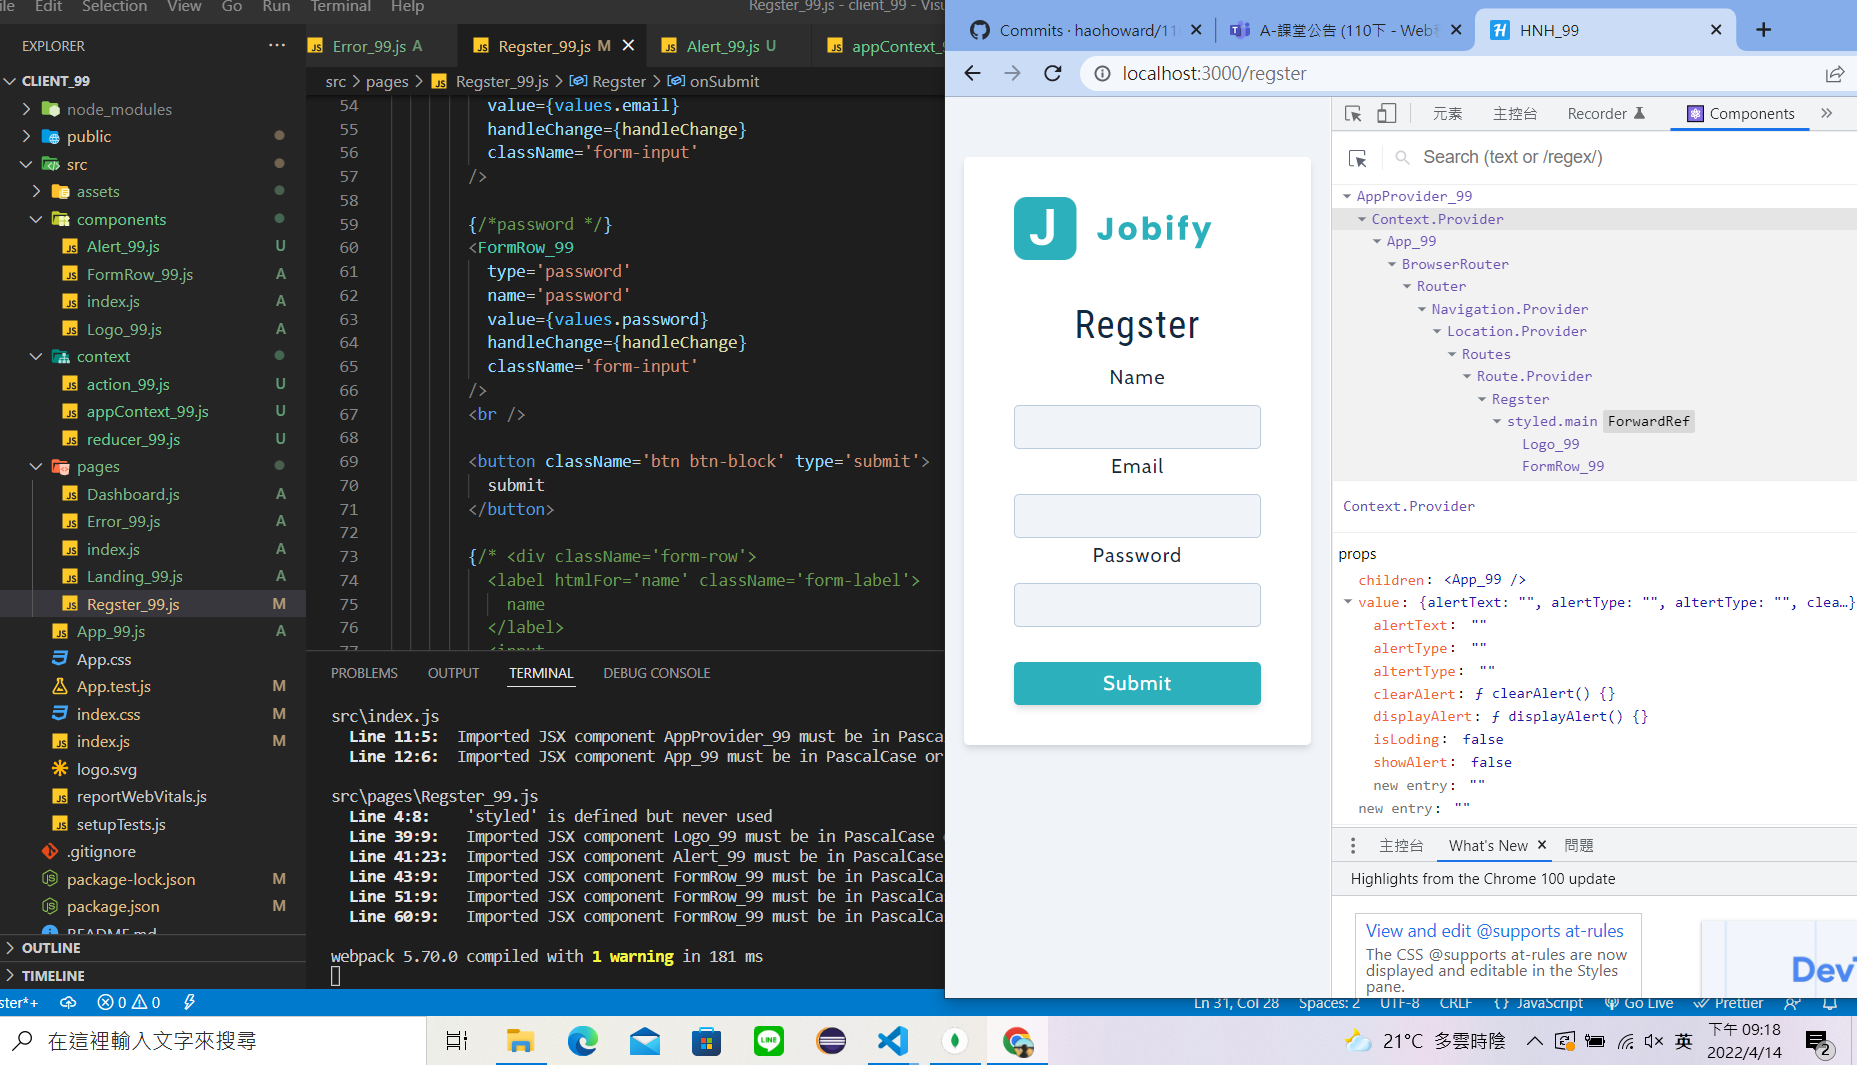 Edit Selection View Go Run Terminal Help
Regster_99.js - client_99 - Visu
EXPLORER
CLIENT_99
node_modules
public
src
assets
components
Alert_99.js U
FormRow_99.js A
index.js A
Logo_99.js A
context
action_99.js U
appContext_99.js U
reducer_99.js U
pages
Dashboard.js A
Error_99.js A
index.js A
Landing_99.js A
Regster_99.js M
App_99.js A
App.css
App.test.js M
index.css M
index.js M
logo.svg
reportWebVitals.js
setupTests.js
.gitignore
package-lock.json M
package.json M
README.md
OUTLINE
TIMELINE
Error_99.js A
Regster_99.js M
Alert_99.js U
appContext_
src > pages > Regster_99.js > Regster > onSubmit
54 value={values.email}
55 handleChange={handleChange}
56 className='form-input'
57 />
58
59 {/*password */}
60 <FormRow_99
61 type='password'
62 name='password'
63 value={values.password}
64 handleChange={handleChange}
65 className='form-input'
66 />
67 <br />
68
69 <button className='btn btn-block' type='submit'>
70 submit
71 </button>
72
73 {/* <div className='form-row'>
74 <label htmlFor='name' className='form-label'>
75 name
76 </label>
77 <input
PROBLEMS OUTPUT TERMINAL DEBUG CONSOLE
src\index.js
Line 11:5: Imported JSX component AppProvider_99 must be in Pasca
Line 12:6: Imported JSX component App_99 must be in PascalCase or
src\pages\Regster_99.js
Line 4:8: 'styled' is defined but never used
Line 39:9: Imported JSX component Logo_99 must be in PascalCase
Line 41:23: Imported JSX component Alert_99 must be in PascalCase
Line 43:9: Imported JSX component FormRow_99 must be in PascalCa
Line 51:9: Imported JSX component FormRow_99 must be in PascalCa
Line 60:9: Imported JSX component FormRow_99 must be in PascalCa
webpack 5.70.0 compiled with 1 warning in 181 ms
ster*+ 0 0
Ln 31, Col 28 Spaces: 2 UTF-8 CRLF {} JavaScript Go Live Prettier
Commits · haohoward/11
A-課堂公告 (110下 - Web
HNH_99
localhost:3000/regster
J Jobify
Regster
Name
Email
Password
Submit
元素 主控台 Recorder Components »
Search (text or /regex/)
AppProvider_99
Context.Provider
App_99
BrowserRouter
Router
Navigation.Provider
Location.Provider
Routes
Route.Provider
Regster
styled.main ForwardRef
Logo_99
FormRow_99
Context.Provider
props
children: <App_99 />
value: {alertText: "", alertType: "", altertType: "", clea…}
alertText: ""
alertType: ""
altertType: ""
clearAlert: ƒ clearAlert() {}
displayAlert: ƒ displayAlert() {}
isLoding: false
showAlert: false
new entry: ""
new entry: ""
主控台 What's New 問題
Highlights from the Chrome 100 update
View and edit @supports at-rules
The CSS @supports at-rules are now
displayed and editable in the Styles
pane.
在這裡輸入文字來搜尋
LINE
21°C 多雲時陰
英
下午 09:18
2022/4/14
2